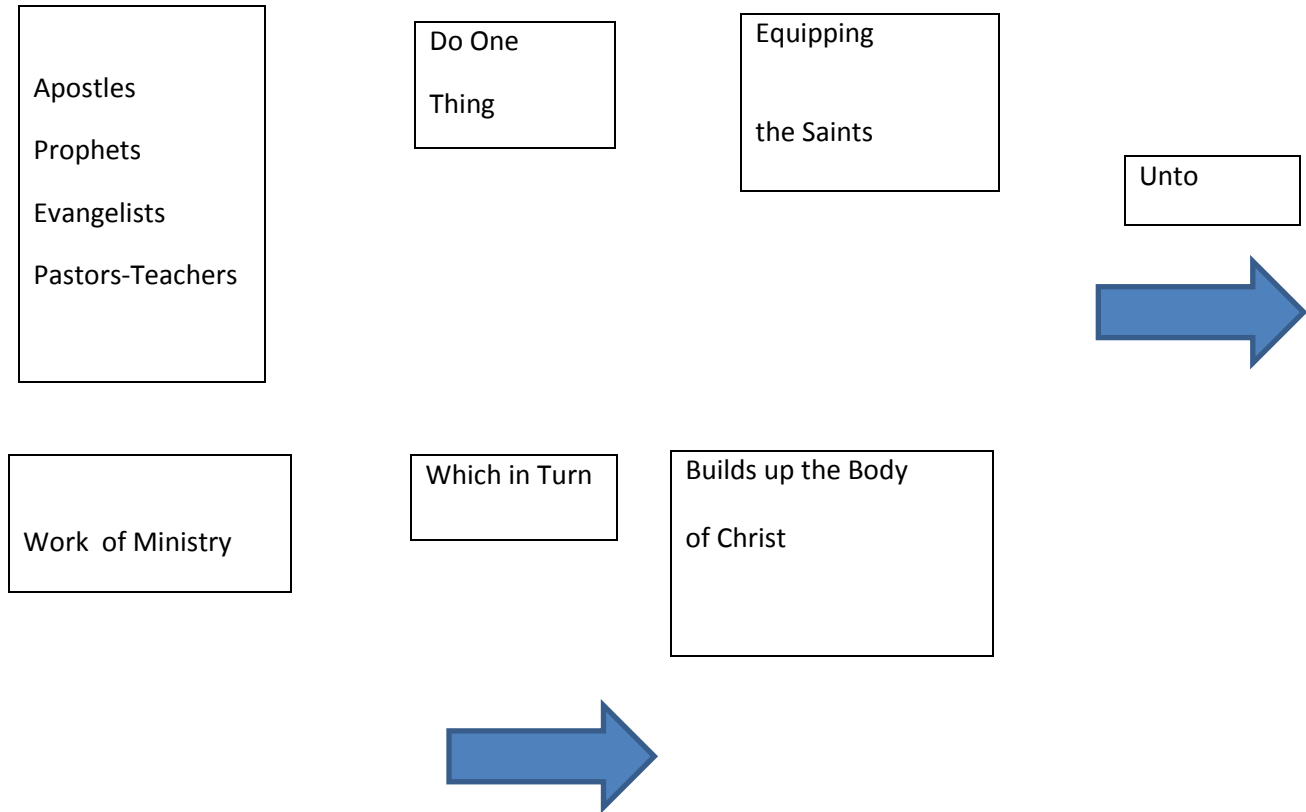 Apostles
Prophets
Evangelists
Pastors-Teachers
Do One
Thing
Equipping
the Saints
Unto
Work of Ministry
Which in Turn
Builds up the Body
of Christ